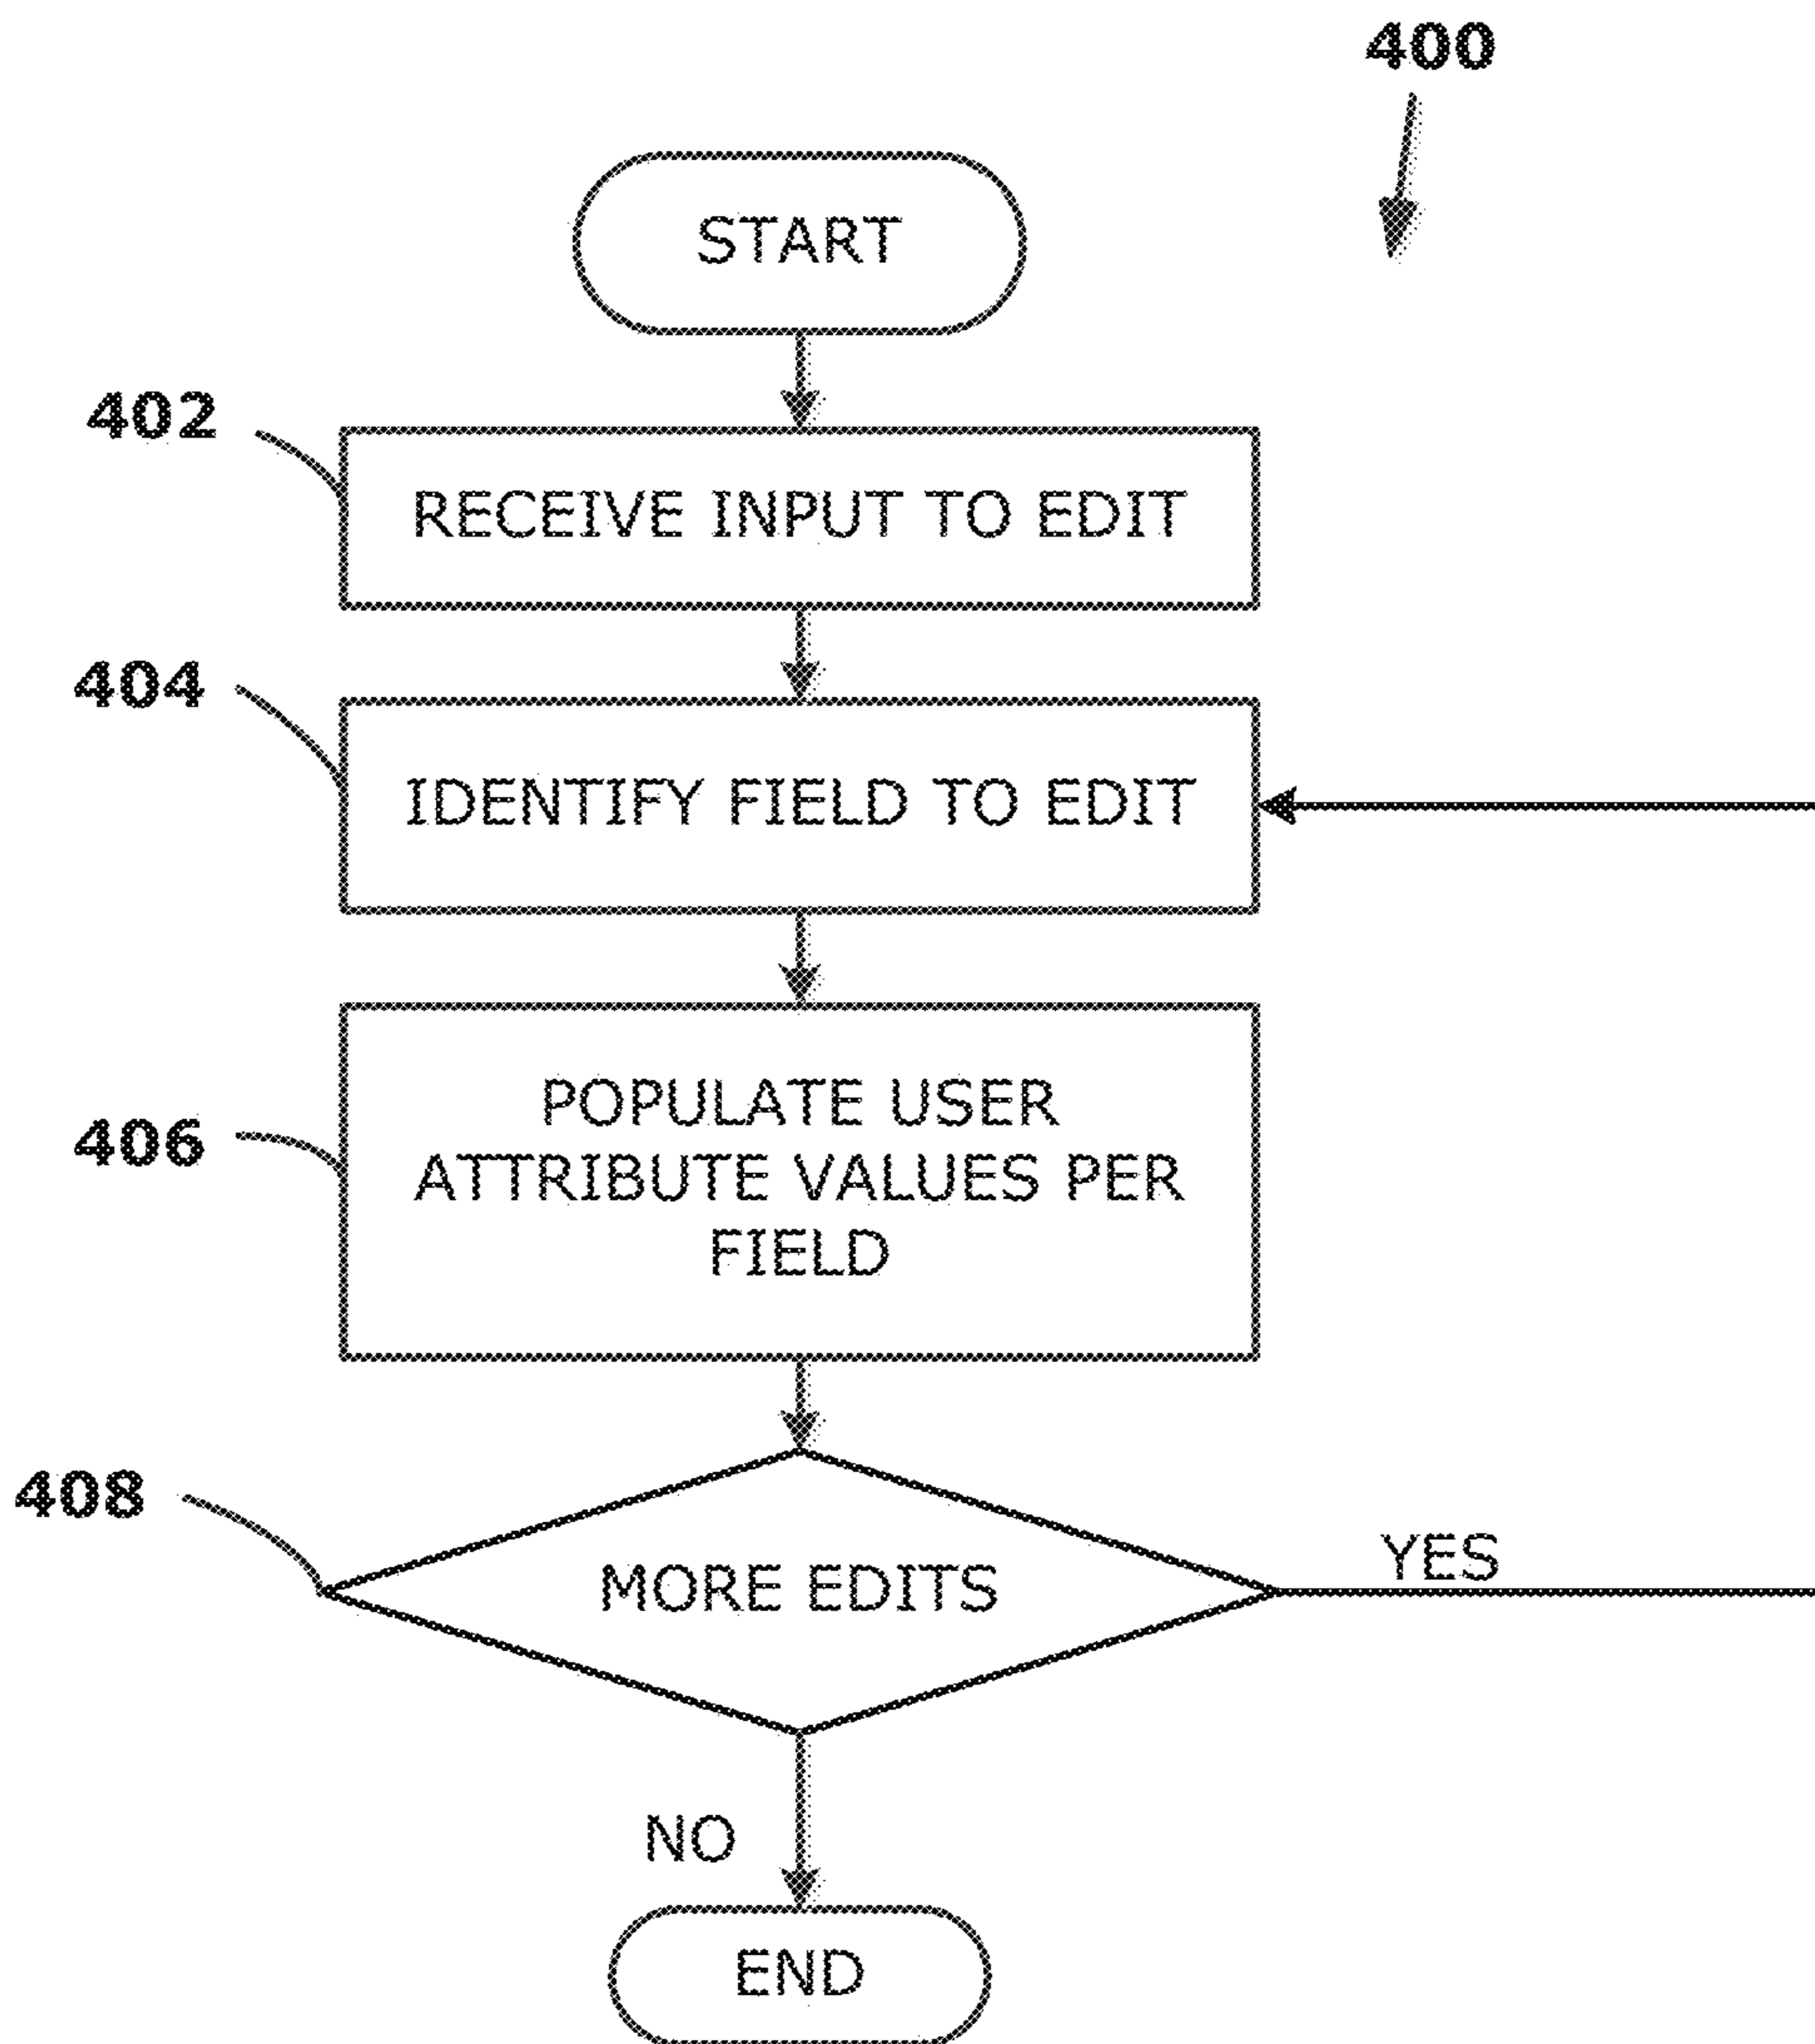 400
START
402
RECEIVE INPUT TO EDIT
404
IDENTIFY FIELD TO EDIT
406
POPULATE USER
ATTRIBUTE VALUES PER
FIELD
408
MORE EDITS
YES
NO
END